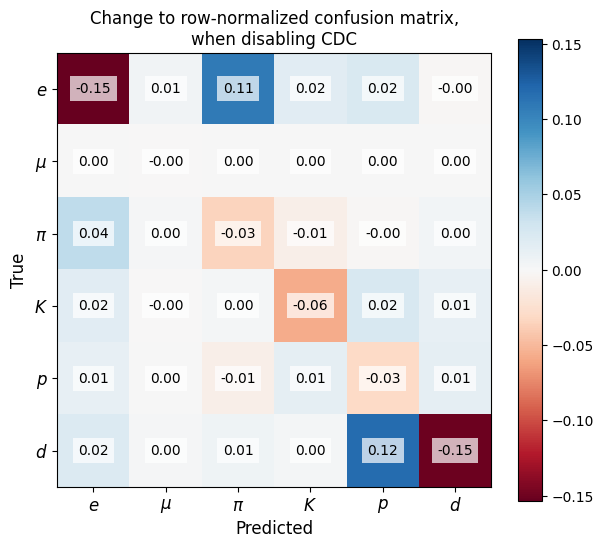 Change to row-normalized confusion matrix,
when disabling CDC
e -0.15 0.01 0.11 0.02 0.02 -0.00
μ 0.00 -0.00 0.00 0.00 0.00 0.00
π 0.04 0.00 -0.03 -0.01 -0.00 0.00
K 0.02 -0.00 0.00 -0.06 0.02 0.01
p 0.01 0.00 -0.01 0.01 -0.03 0.01
d 0.02 0.00 0.01 0.00 0.12 -0.15
e μ π K p d
Predicted
True
0.15
0.10
0.05
0.00
−0.05
−0.10
−0.15